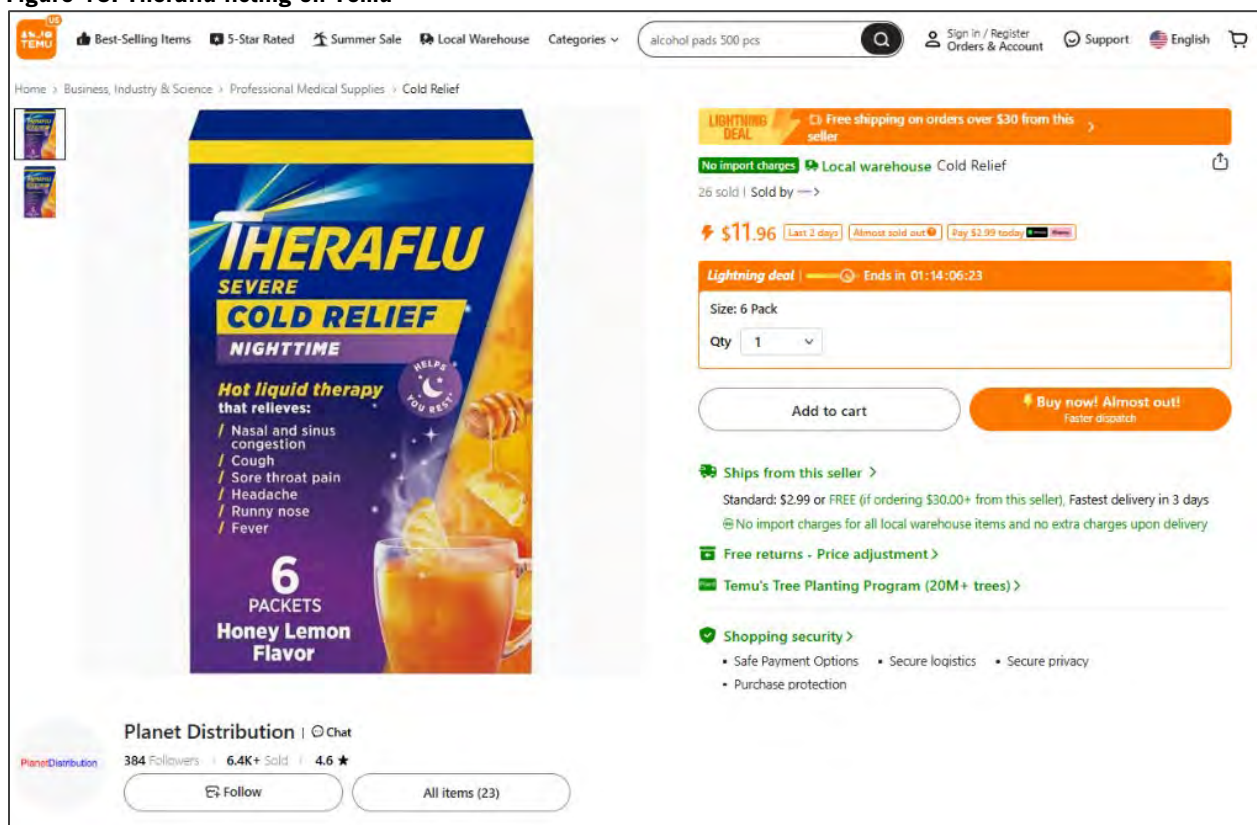 Figure 18. Theraflu listing on Temu
US
TEMU
Best-Selling Items
5-Star Rated
Summer Sale
Local Warehouse
Categories
alcohol pads 500 pcs
Sign in / Register
Orders & Account
Support
English
Home > Business, Industry & Science > Professional Medical Supplies > Cold Relief
THERAFLU
SEVERE
COLD RELIEF
NIGHTTIME
HELPS
YOU REST
Hot liquid therapy
that relieves:
/ Nasal and sinus
congestion
/ Cough
/ Sore throat pain
/ Headache
/ Runny nose
/ Fever
6
PACKETS
Honey Lemon
Flavor
LIGHTNING
DEAL
Free shipping on orders over $30 from this
seller >
No import charges Local warehouse Cold Relief
26 sold | Sold by >
$11.96 Last 2 days Almost sold out Pay $2.99 today
Lightning deal | Ends in 01:14:06:23
Size: 6 Pack
Qty 1
Add to cart
Buy now! Almost out!
Faster dispatch
Ships from this seller >
Standard: $2.99 or FREE (if ordering $30.00+ from this seller), Fastest delivery in 3 days
No import charges for all local warehouse items and no extra charges upon delivery
Free returns - Price adjustment >
Temu's Tree Planting Program (20M+ trees) >
Shopping security >
• Safe Payment Options • Secure logistics • Secure privacy
• Purchase protection
PlanetDistribution
Planet Distribution | Chat
384 Followers | 6.4K+ Sold | 4.6 ★
Follow
All items (23)